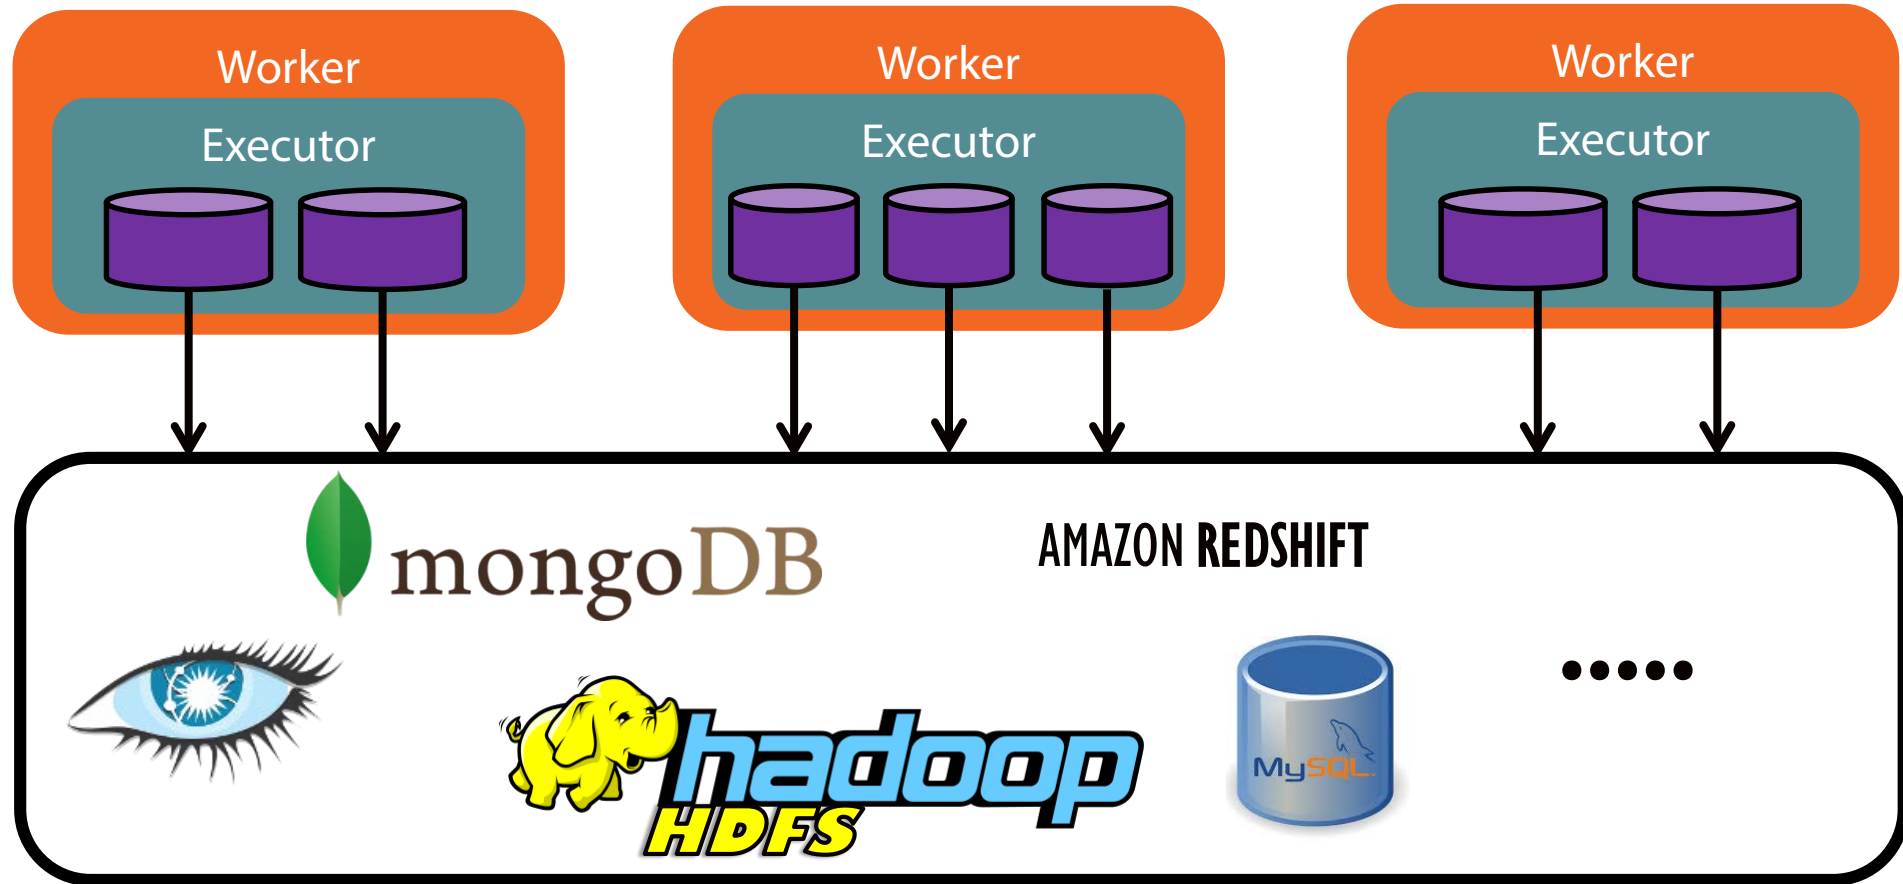 Worker
Executor
Worker
Executor
Worker
Executor
mongoDB
AMAZON REDSHIFT
hadoop
HDFS
MySQL
.....